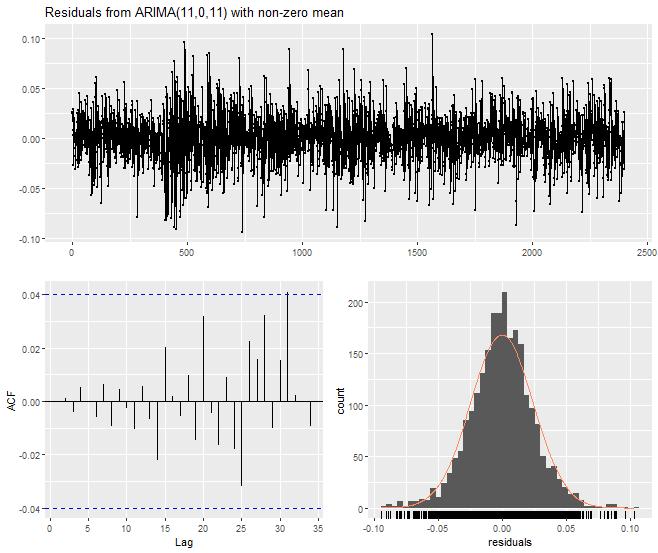 Residuals from ARIMA(11,0,11) with non-zero mean
0.10
0.05
0.00
-0.05
-0.10
0 500 1000 1500 2000 2500
0.04
0.02
0.00
-0.02
-0.04
ACF
0 5 10 15 20 25 30 35
Lag
200
150
100
50
0
count
-0.10 -0.05 0.00 0.05 0.10
residuals